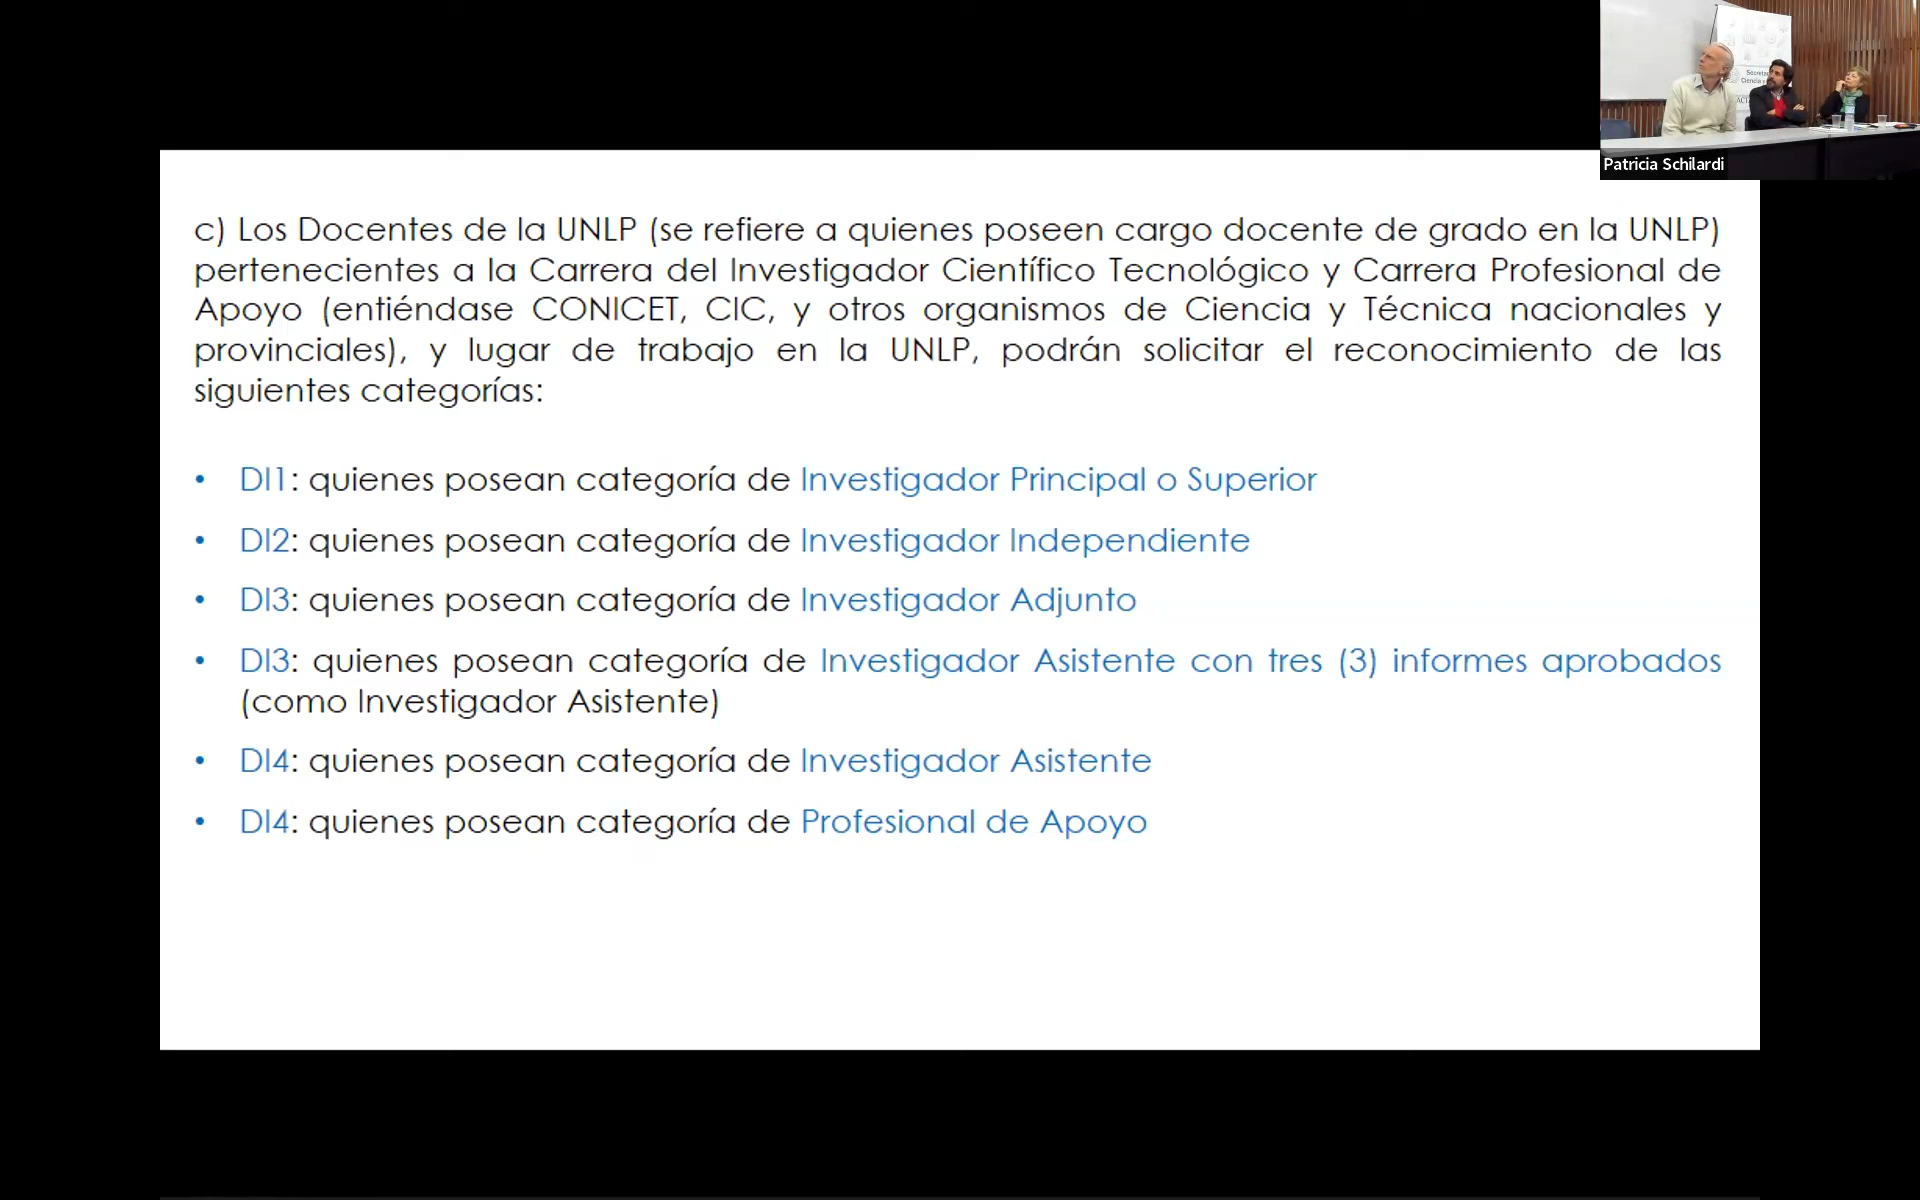 Secreta
Ciencia y
Patricia Schilardi
c) Los Docentes de la UNLP (se refiere a quienes poseen cargo docente de grado en la UNLP)
pertenecientes a la Carrera del Investigador Científico Tecnológico y Carrera Profesional de
Apoyo (entiéndase CONICET, CIC, y otros organismos de Ciencia y Técnica nacionales y
provinciales), y lugar de trabajo en la UNLP, podrán solicitar el reconocimiento de las
siguientes categorías:
• DI1: quienes posean categoría de Investigador Principal o Superior
• DI2: quienes posean categoría de Investigador Independiente
• DI3: quienes posean categoría de Investigador Adjunto
• DI3: quienes posean categoría de Investigador Asistente con tres (3) informes aprobados
(como Investigador Asistente)
• DI4: quienes posean categoría de Investigador Asistente
• DI4: quienes posean categoría de Profesional de Apoyo